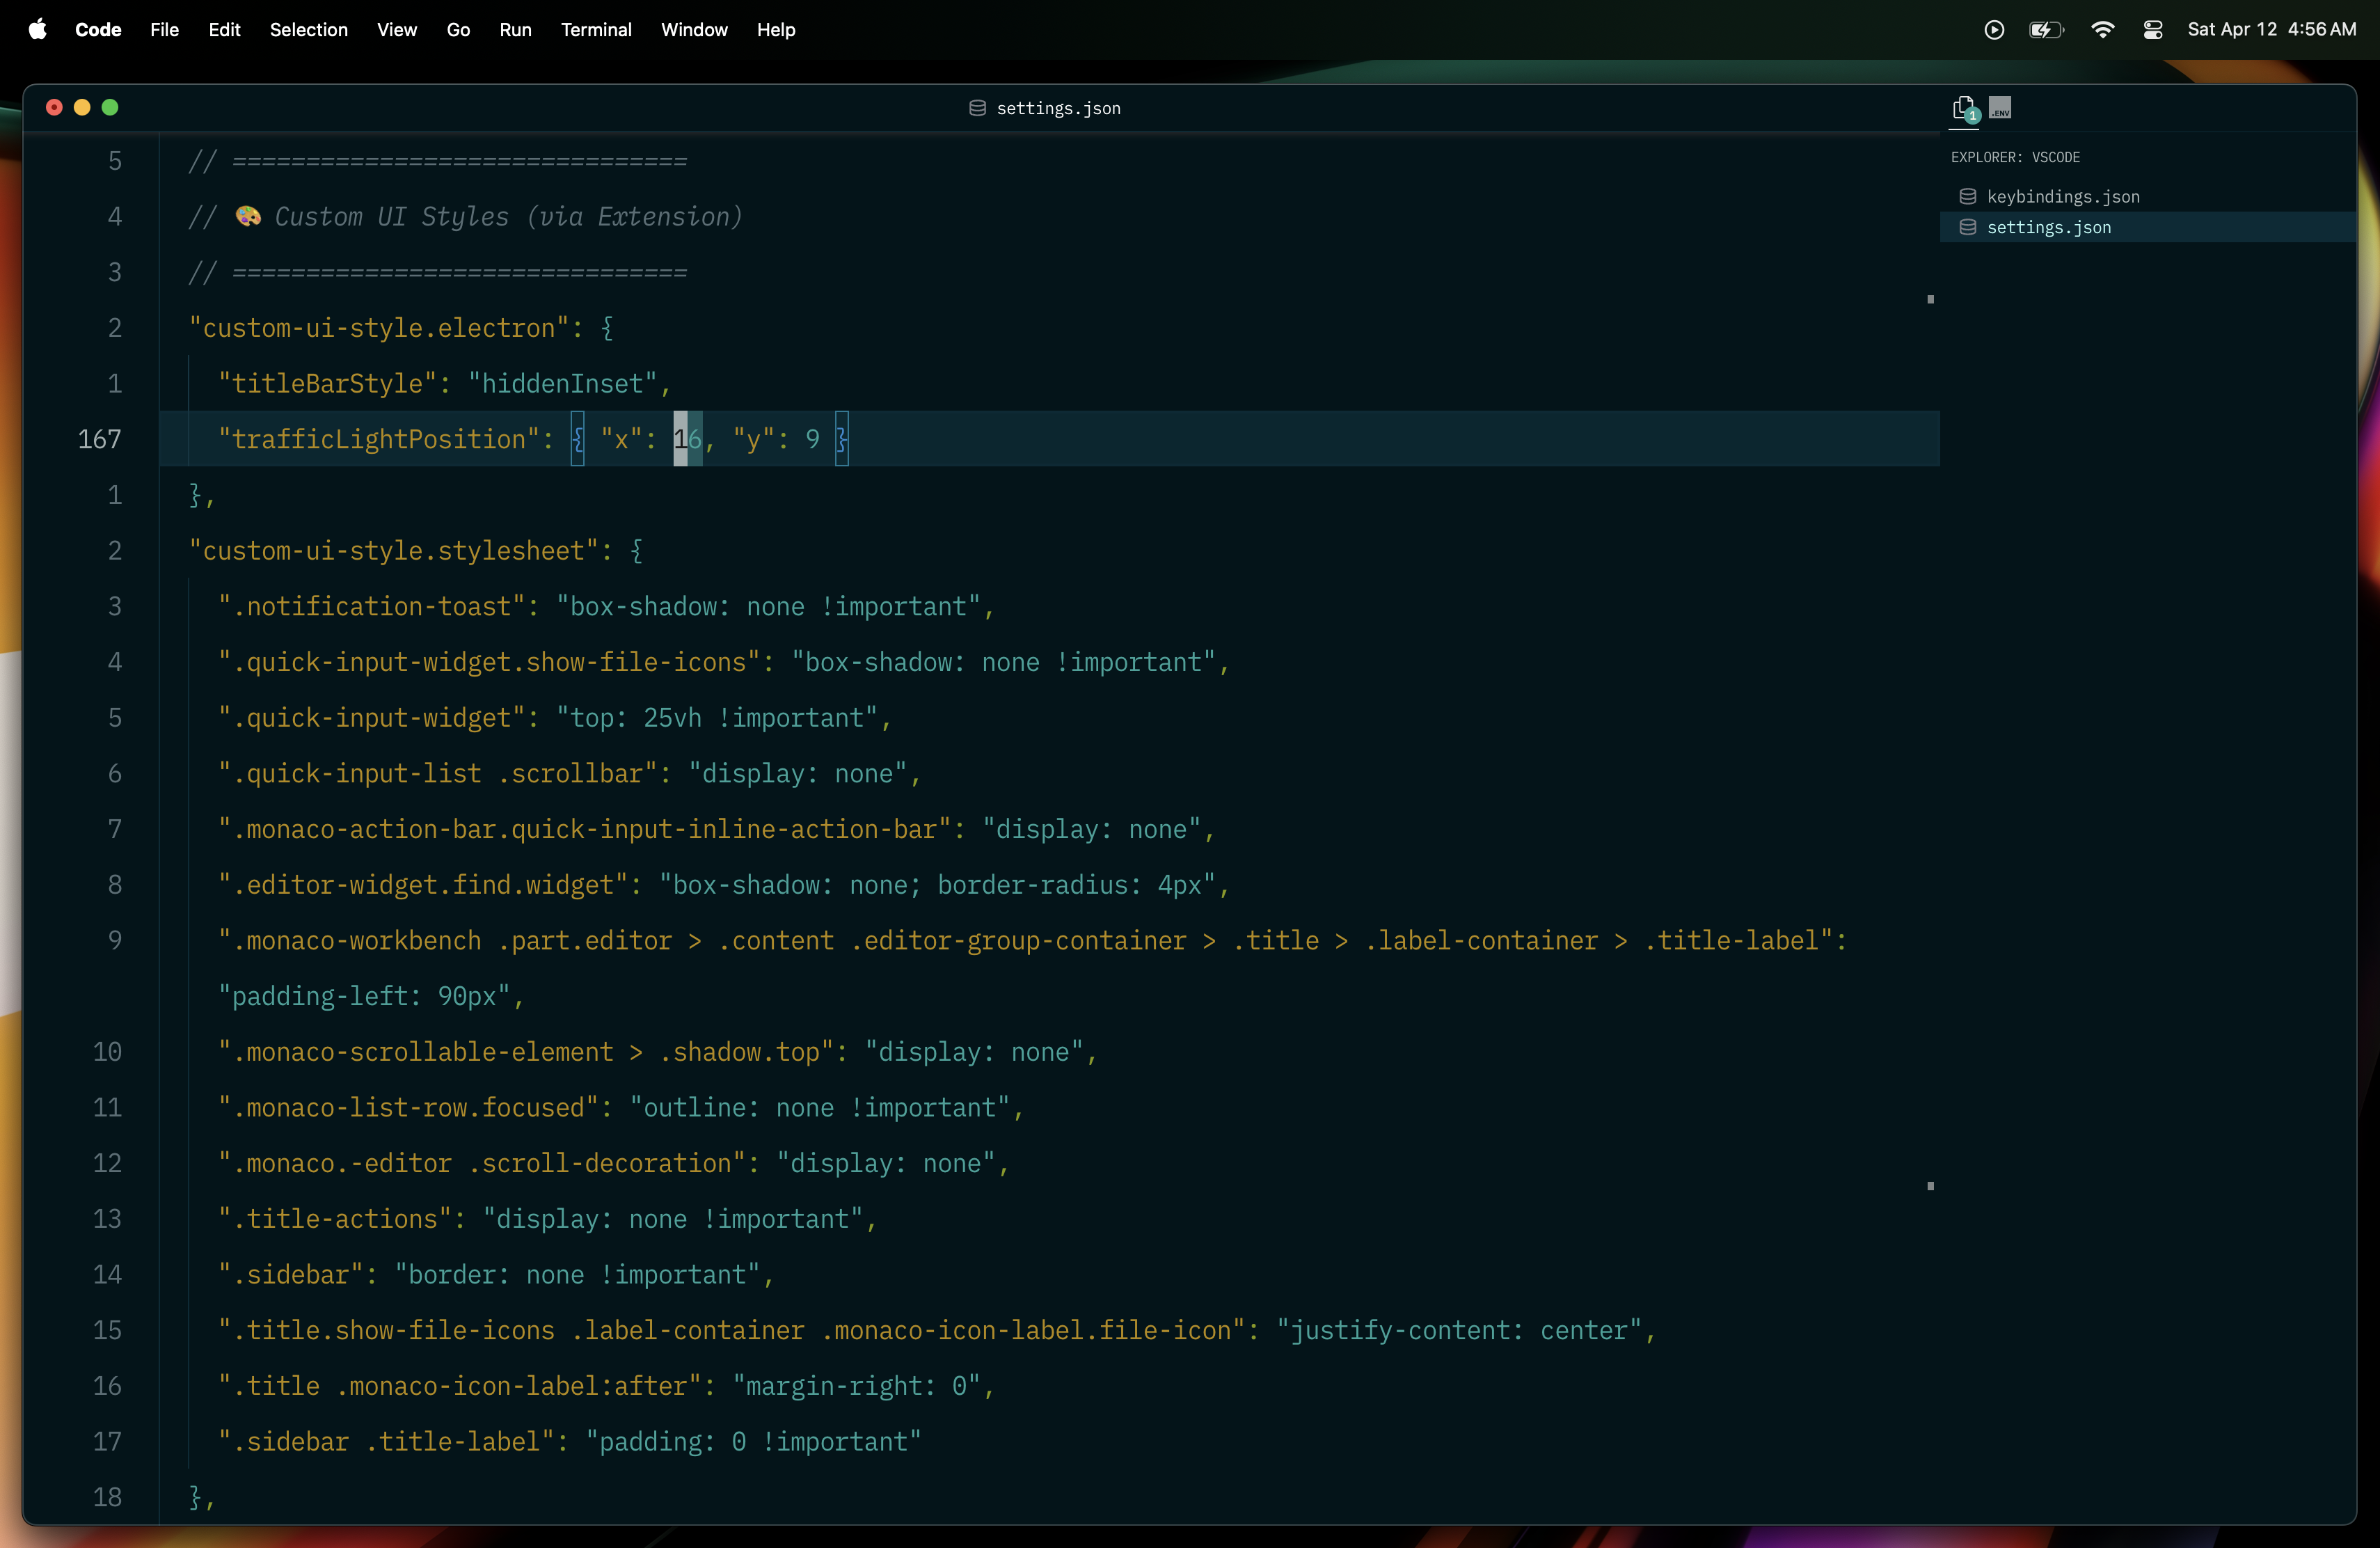 Code File Edit Selection View Go Run Terminal Window Help Sat Apr 12 4:56 AM
settings.json
1 .ENV
EXPLORER: VSCODE
keybindings.json
settings.json
5 // ===============================
4 // 🎨 Custom UI Styles (via Extension)
3 // ===============================
2 "custom-ui-style.electron": {
1 "titleBarStyle": "hiddenInset",
167 "trafficLightPosition": { "x": 16, "y": 9 }
1 },
2 "custom-ui-style.stylesheet": {
3 ".notification-toast": "box-shadow: none !important",
4 ".quick-input-widget.show-file-icons": "box-shadow: none !important",
5 ".quick-input-widget": "top: 25vh !important",
6 ".quick-input-list .scrollbar": "display: none",
7 ".monaco-action-bar.quick-input-inline-action-bar": "display: none",
8 ".editor-widget.find.widget": "box-shadow: none; border-radius: 4px",
9 ".monaco-workbench .part.editor > .content .editor-group-container > .title > .label-container > .title-label":
"padding-left: 90px",
10 ".monaco-scrollable-element > .shadow.top": "display: none",
11 ".monaco-list-row.focused": "outline: none !important",
12 ".monaco.-editor .scroll-decoration": "display: none",
13 ".title-actions": "display: none !important",
14 ".sidebar": "border: none !important",
15 ".title.show-file-icons .label-container .monaco-icon-label.file-icon": "justify-content: center",
16 ".title .monaco-icon-label:after": "margin-right: 0",
17 ".sidebar .title-label": "padding: 0 !important"
18 },